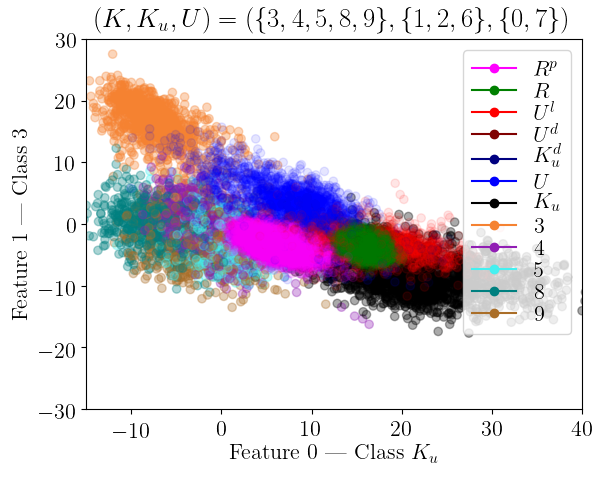 (K, K_u, U) = ({3, 4, 5, 8, 9}, {1, 2, 6}, {0, 7})
30
20
10
0
−10
−20
−30
Feature 1 — Class 3
R^p
R
U^l
U^d
K_u^d
U
K_u
3
4
5
8
9
−10
0
10
20
30
40
Feature 0 — Class K_u